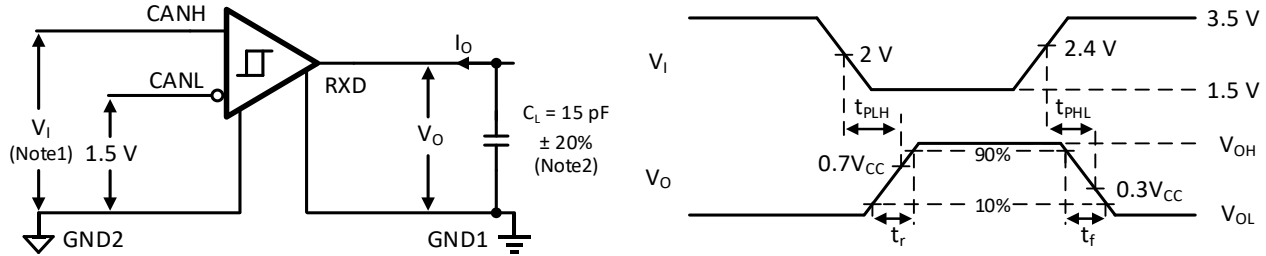 CANH
CANL
I_O
RXD
V_I
(Note1)
1.5 V
V_O
C_L = 15 pF
± 20%
(Note2)
GND2
GND1
V_I
3.5 V
2 V
2.4 V
1.5 V
t_PLH
t_PHL
V_O
0.7V_CC
90%
V_OH
0.3V_CC
10%
V_OL
t_r
t_f